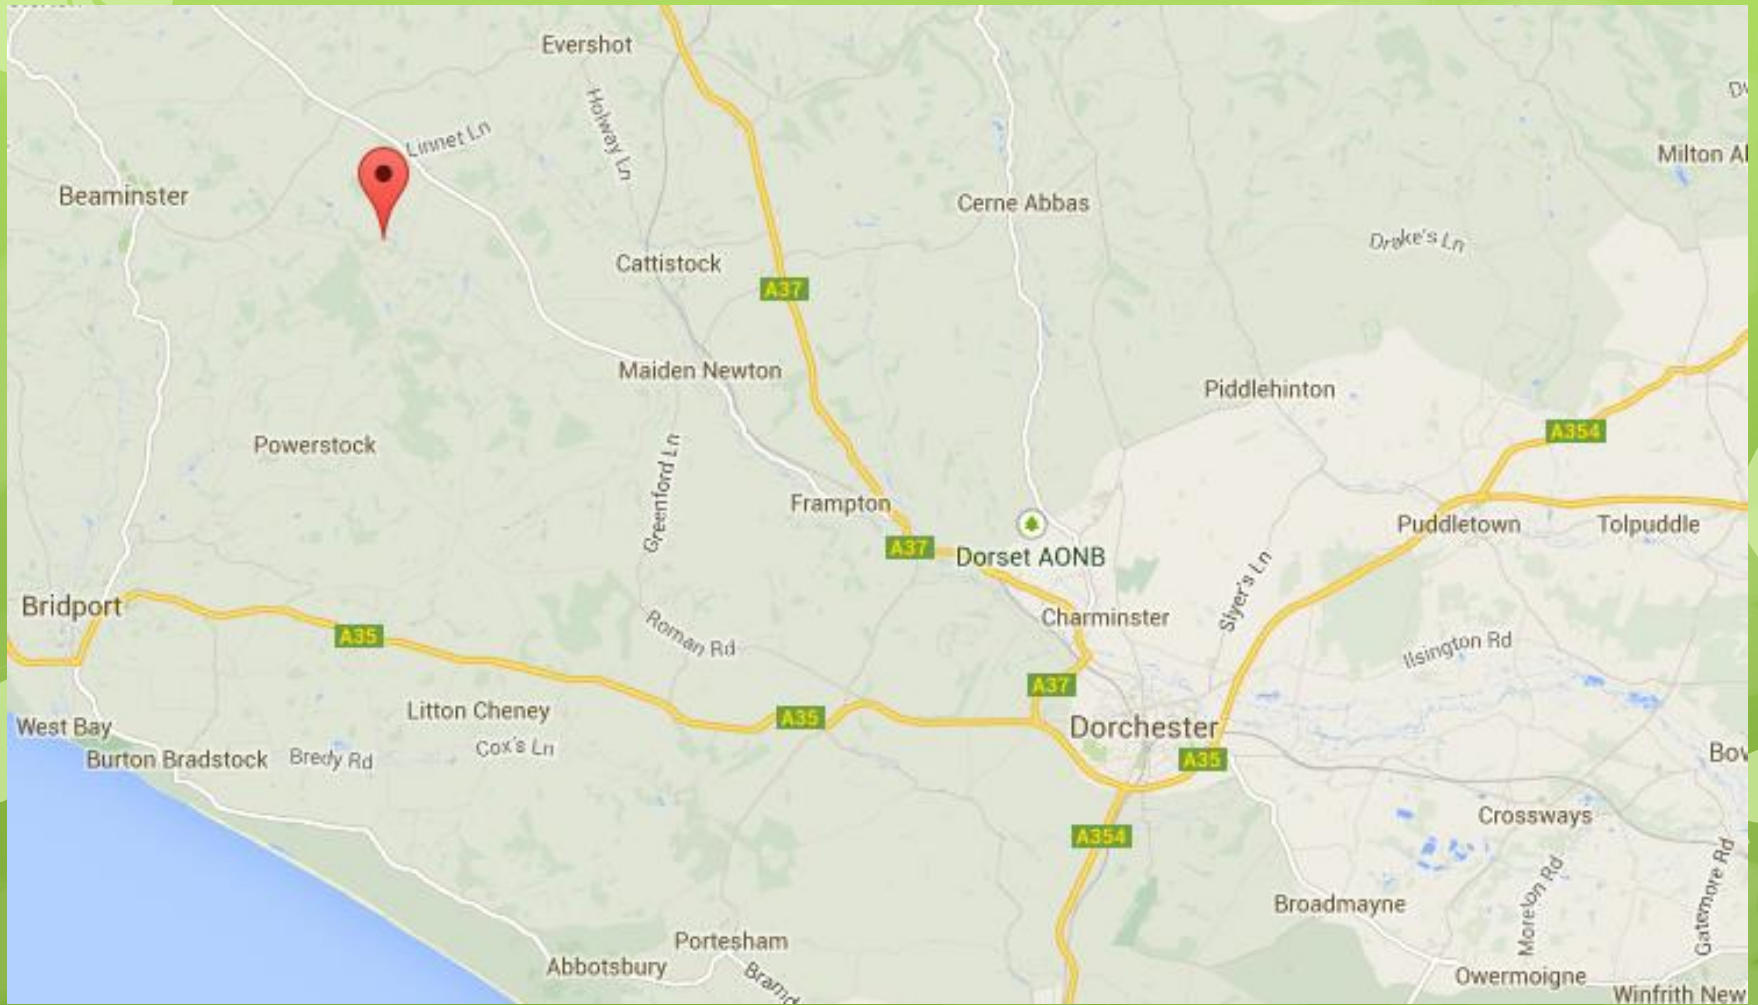 Evershot
Holway Ln
Linnet Ln
Beaminster
Milton Al
Cerne Abbas
Drake's Ln
Cattistock
A37
Maiden Newton
Piddlehinton
Powerstock
A354
Greenford Ln
Frampton
Puddletown
Tolpuddle
A37
Dorset AONB
Slyer's Ln
Bridport
Charminster
A35
Roman Rd
Ilsington Rd
A37
Litton Cheney
A35
West Bay
Dorchester
Burton Bradstock
Bredy Rd
Cox's Ln
A35
Bov
Crossways
A354
Moreton Rd
Gatemore Rd
Broadmayne
Portesham
Abbotsbury
Owermoigne
Winfrith New